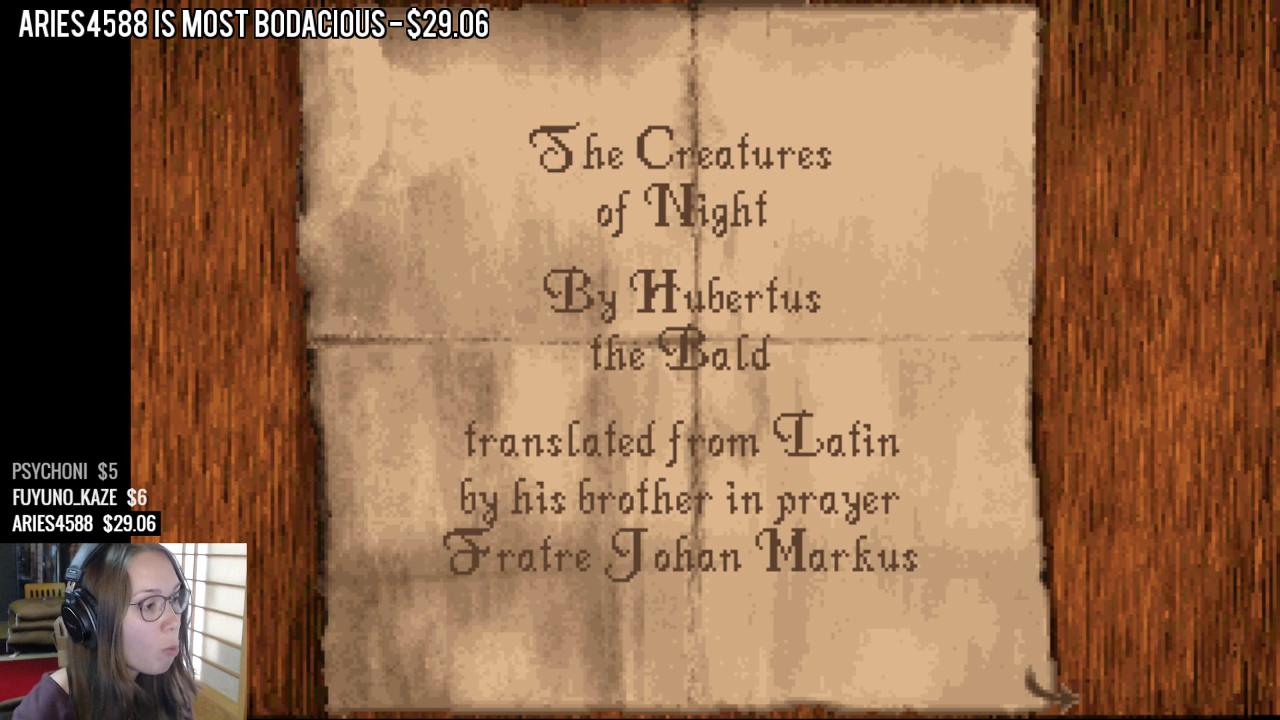 ARIES4588 IS MOST BODACIOUS - $29.06
The Creatures
of Night
By Hubertus
the Bald
translated from Latin
by his brother in prayer
Fratre Johan Markus
PSYCHONI $5
FUYUNO_KAZE $6
ARIES4588 $29.06